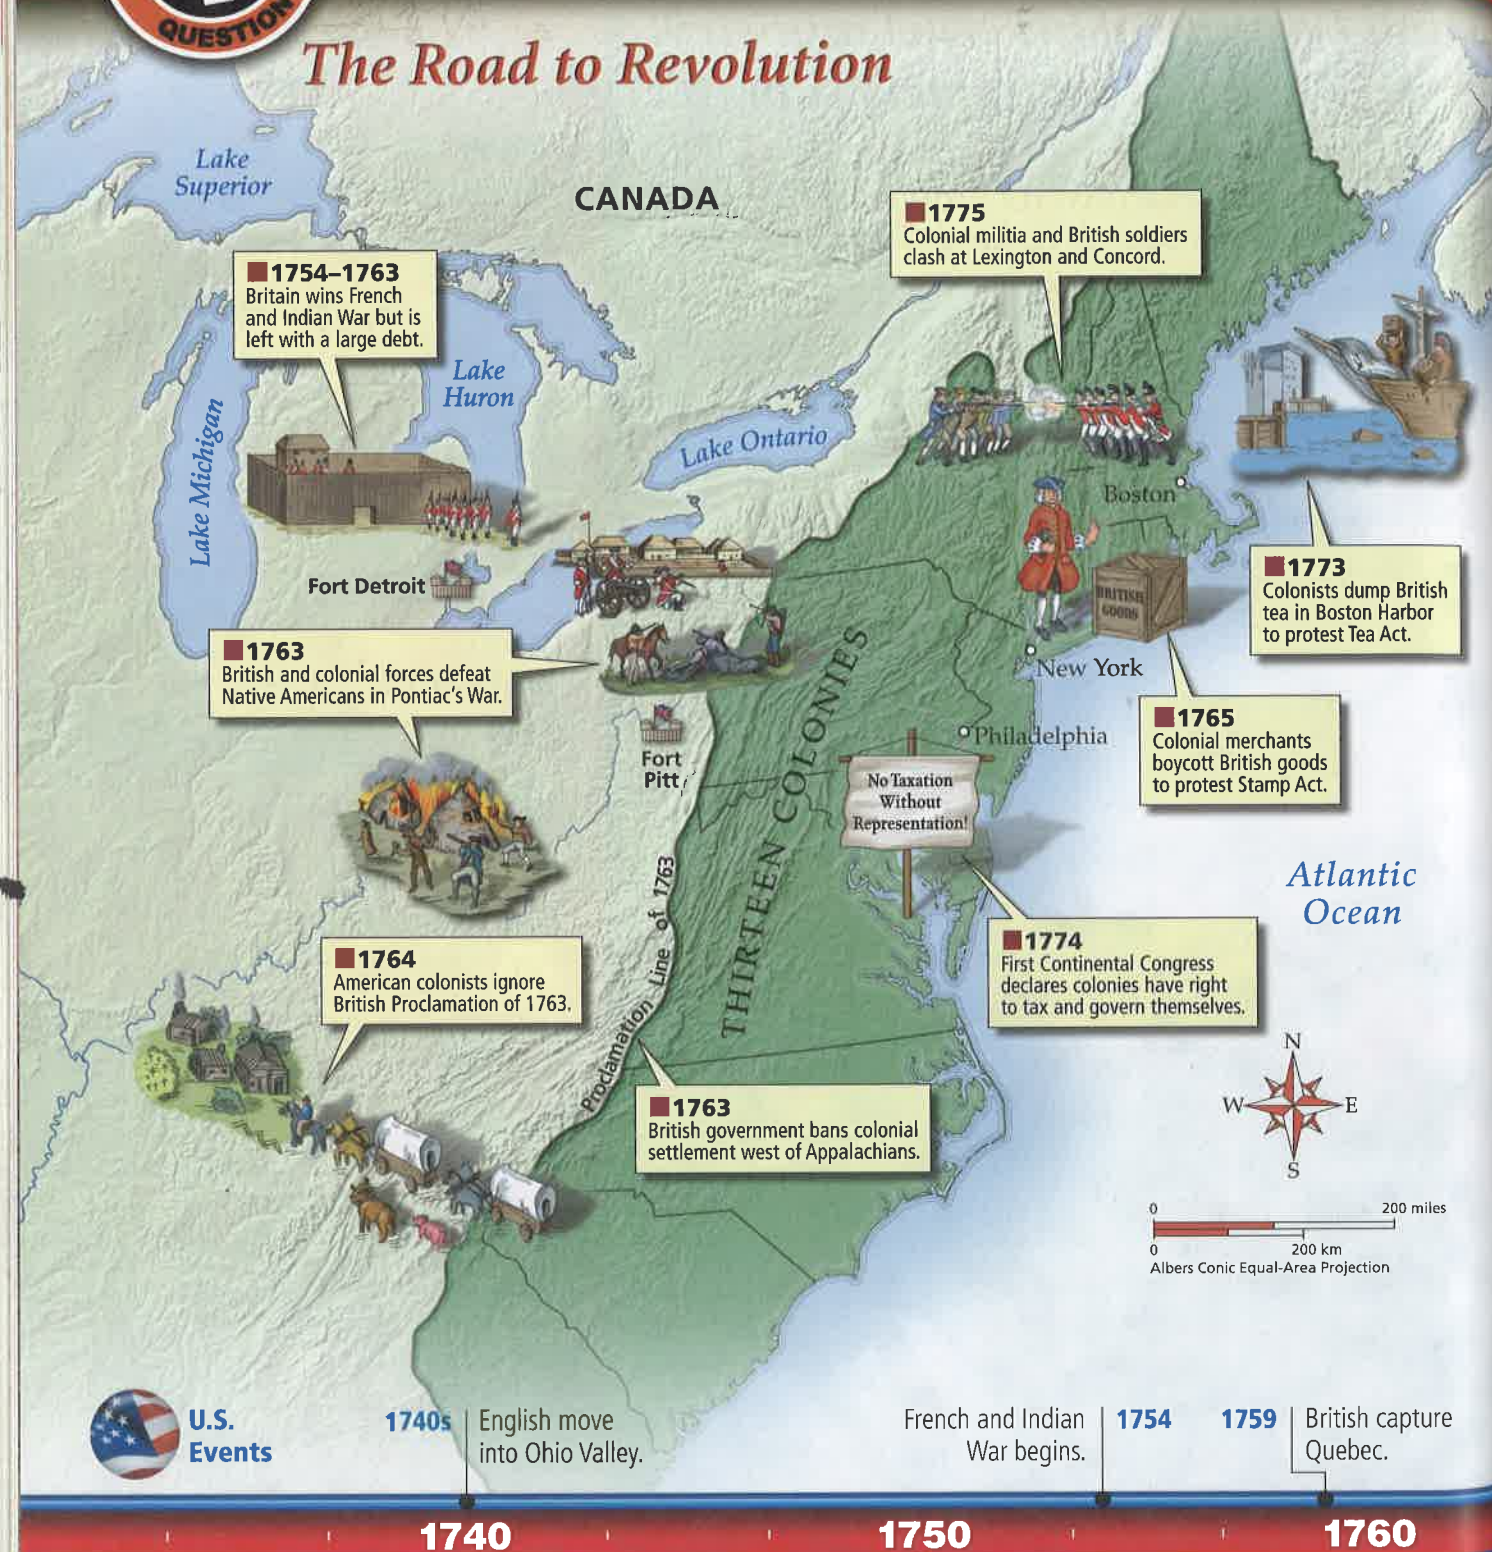 QUESTION
The Road to Revolution
Lake
Superior
CANADA
1775
Colonial militia and British soldiers
clash at Lexington and Concord.
1754–1763
Britain wins French
and Indian War but is
left with a large debt.
Lake
Huron
Lake Michigan
Lake Ontario
Boston
BRITISH
GOODS
Fort Detroit
1773
Colonists dump British
tea in Boston Harbor
to protest Tea Act.
1763
British and colonial forces defeat
Native Americans in Pontiac's War.
New York
1765
Colonial merchants
boycott British goods
to protest Stamp Act.
Fort
Pitt
Philadelphia
No Taxation
Without
Representation!
THIRTEEN COLONIES
Atlantic
Ocean
Proclamation Line of 1763
1774
First Continental Congress
declares colonies have right
to tax and govern themselves.
1764
American colonists ignore
British Proclamation of 1763.
1763
British government bans colonial
settlement west of Appalachians.
N
W
E
S
0 200 miles
0 200 km
Albers Conic Equal-Area Projection
U.S.
Events
1740s
English move
into Ohio Valley.
French and Indian
War begins.
1754
1759
British capture
Quebec.
1740
1750
1760